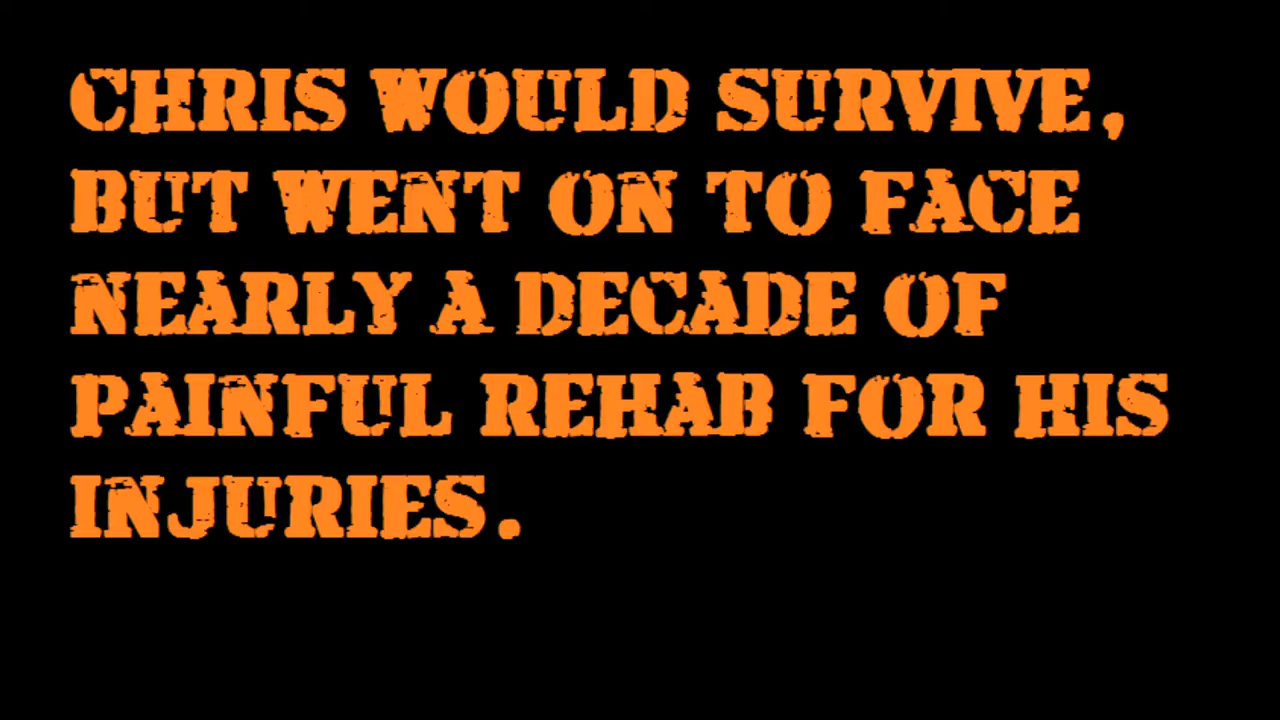 CHRIS WOULD SURVIVE,
BUT WENT ON TO FACE
NEARLY A DECADE OF
PAINFUL REHAB FOR HIS
INJURIES.